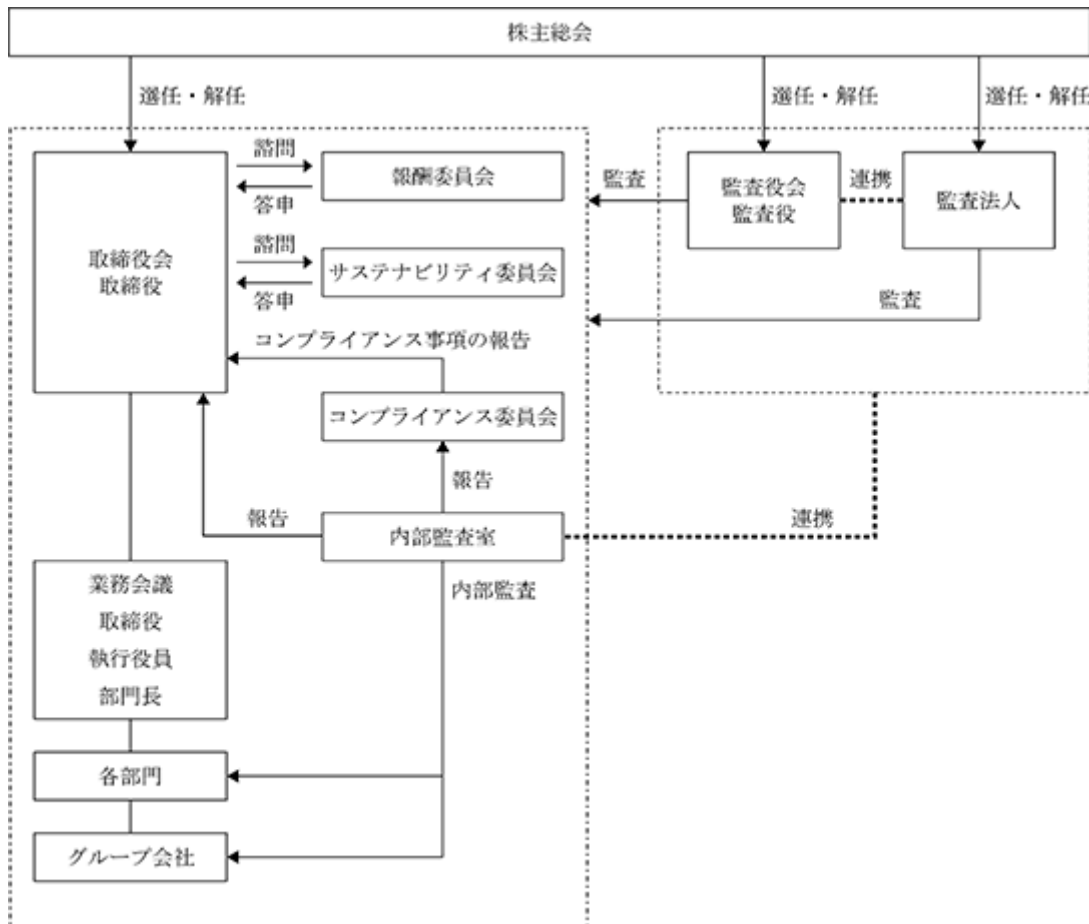 株主総会
選任・解任
選任・解任
選任・解任
諮問
報酬委員会
答申
監査
監査役会
監査役
連携
監査法人
取締役会
取締役
諮問
サステナビリティ委員会
答申
監査
コンプライアンス事項の報告
コンプライアンス委員会
報告
報告
内部監査室
連携
業務会議
取締役
執行役員
部門長
内部監査
各部門
グループ会社